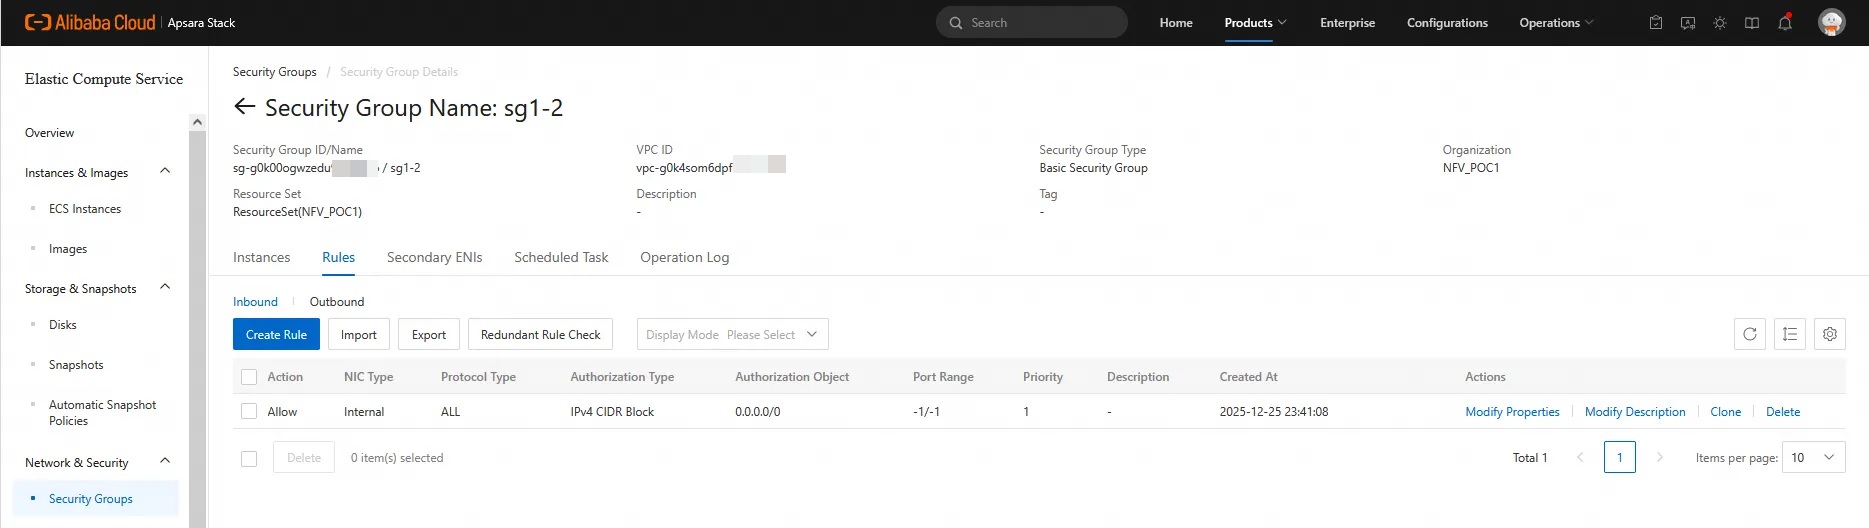 Alibaba Cloud | Apsara Stack
Search
Home
Products
Enterprise
Configurations
Operations
Elastic Compute Service
Overview
Instances & Images
ECS Instances
Images
Storage & Snapshots
Disks
Snapshots
Automatic Snapshot
Policies
Network & Security
Security Groups
Security Groups / Security Group Details
Security Group Name: sg1-2
Security Group ID/Name
sg-g0k00ogwzedu / sg1-2
VPC ID
vpc-g0k4som6dpf
Security Group Type
Basic Security Group
Organization
NFV_POC1
Resource Set
ResourceSet(NFV_POC1)
Description
-
Tag
-
Instances Rules Secondary ENIs Scheduled Task Operation Log
Inbound | Outbound
Create Rule Import Export Redundant Rule Check Display Mode Please Select
Action NIC Type Protocol Type Authorization Type Authorization Object Port Range Priority Description Created At Actions
Allow Internal ALL IPv4 CIDR Block 0.0.0.0/0 -1/-1 1 - 2025-12-25 23:41:08 Modify Properties | Modify Description | Clone | Delete
Delete 0 item(s) selected Total 1 1 Items per page: 10